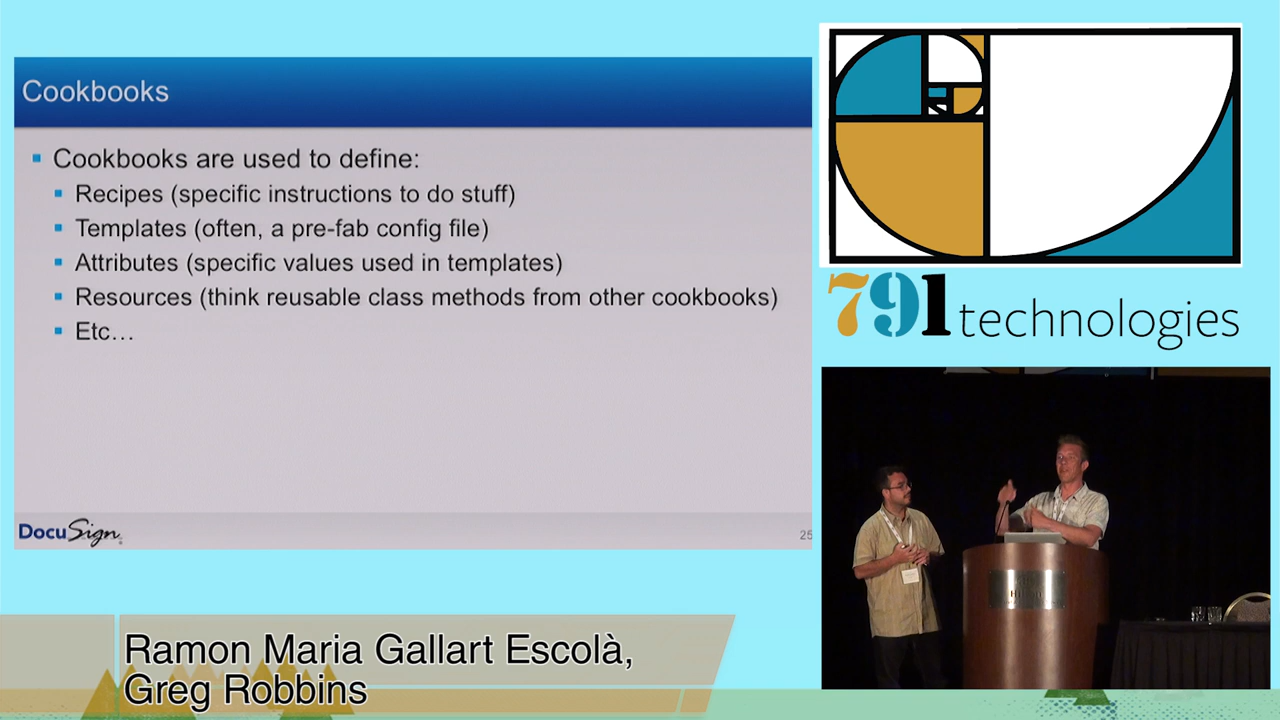 Cookbooks
Cookbooks are used to define:
Recipes (specific instructions to do stuff)
Templates (often, a pre-fab config file)
Attributes (specific values used in templates)
Resources (think reusable class methods from other cookbooks)
Etc…
DocuSign
25
791 technologies
Ramon Maria Gallart Escolà,
Greg Robbins